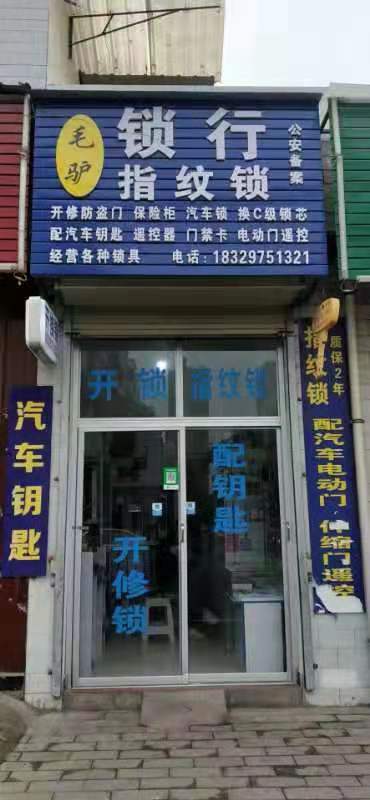 毛驴
锁行
公安备案
指纹锁
开修防盗门 保险柜 汽车锁 换C级锁芯
配汽车钥匙 遥控器 门禁卡 电动门遥控
经营各种锁具 电话:18329751321
开锁 指纹锁
配钥匙
开修锁
汽车钥匙
指纹锁
质保2年
配汽车电动门,伸缩门遥控